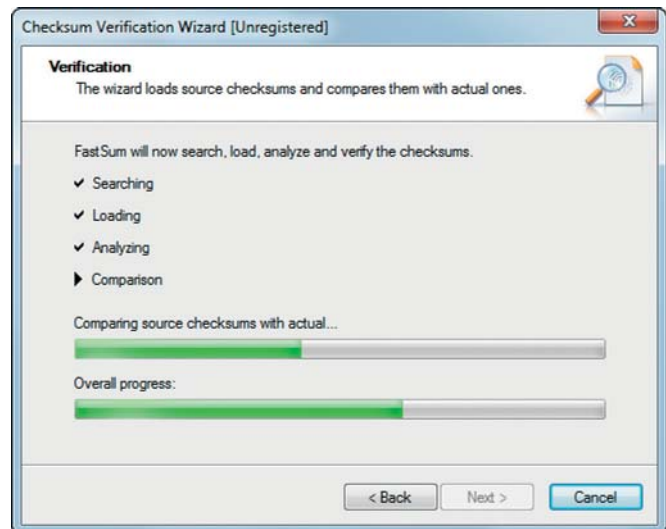 Checksum Verification Wizard [Unregistered]
Verification
The wizard loads source checksums and compares them with actual ones.
FastSum will now search, load, analyze and verify the checksums.
Searching
Loading
Analyzing
Comparison
Comparing source checksums with actual...
Overall progress:
< Back
Next >
Cancel